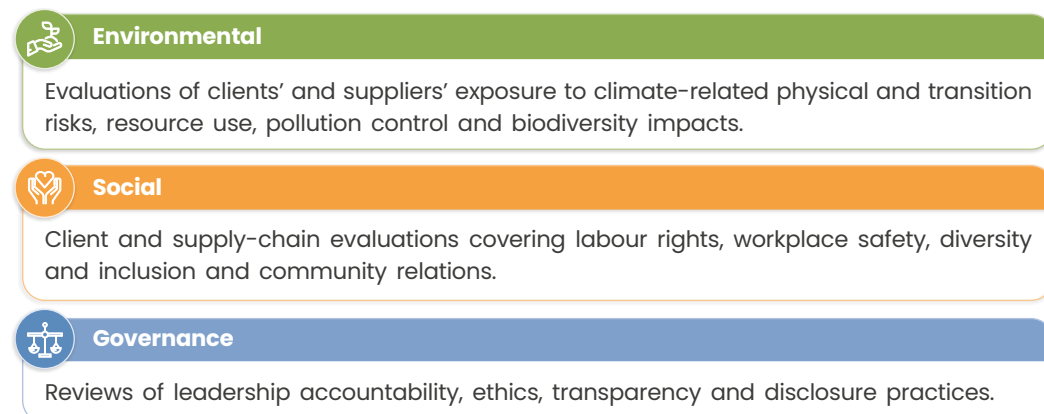 Environmental
Evaluations of clients’ and suppliers’ exposure to climate-related physical and transition
risks, resource use, pollution control and biodiversity impacts.
Social
Client and supply-chain evaluations covering labour rights, workplace safety, diversity
and inclusion and community relations.
Governance
Reviews of leadership accountability, ethics, transparency and disclosure practices.